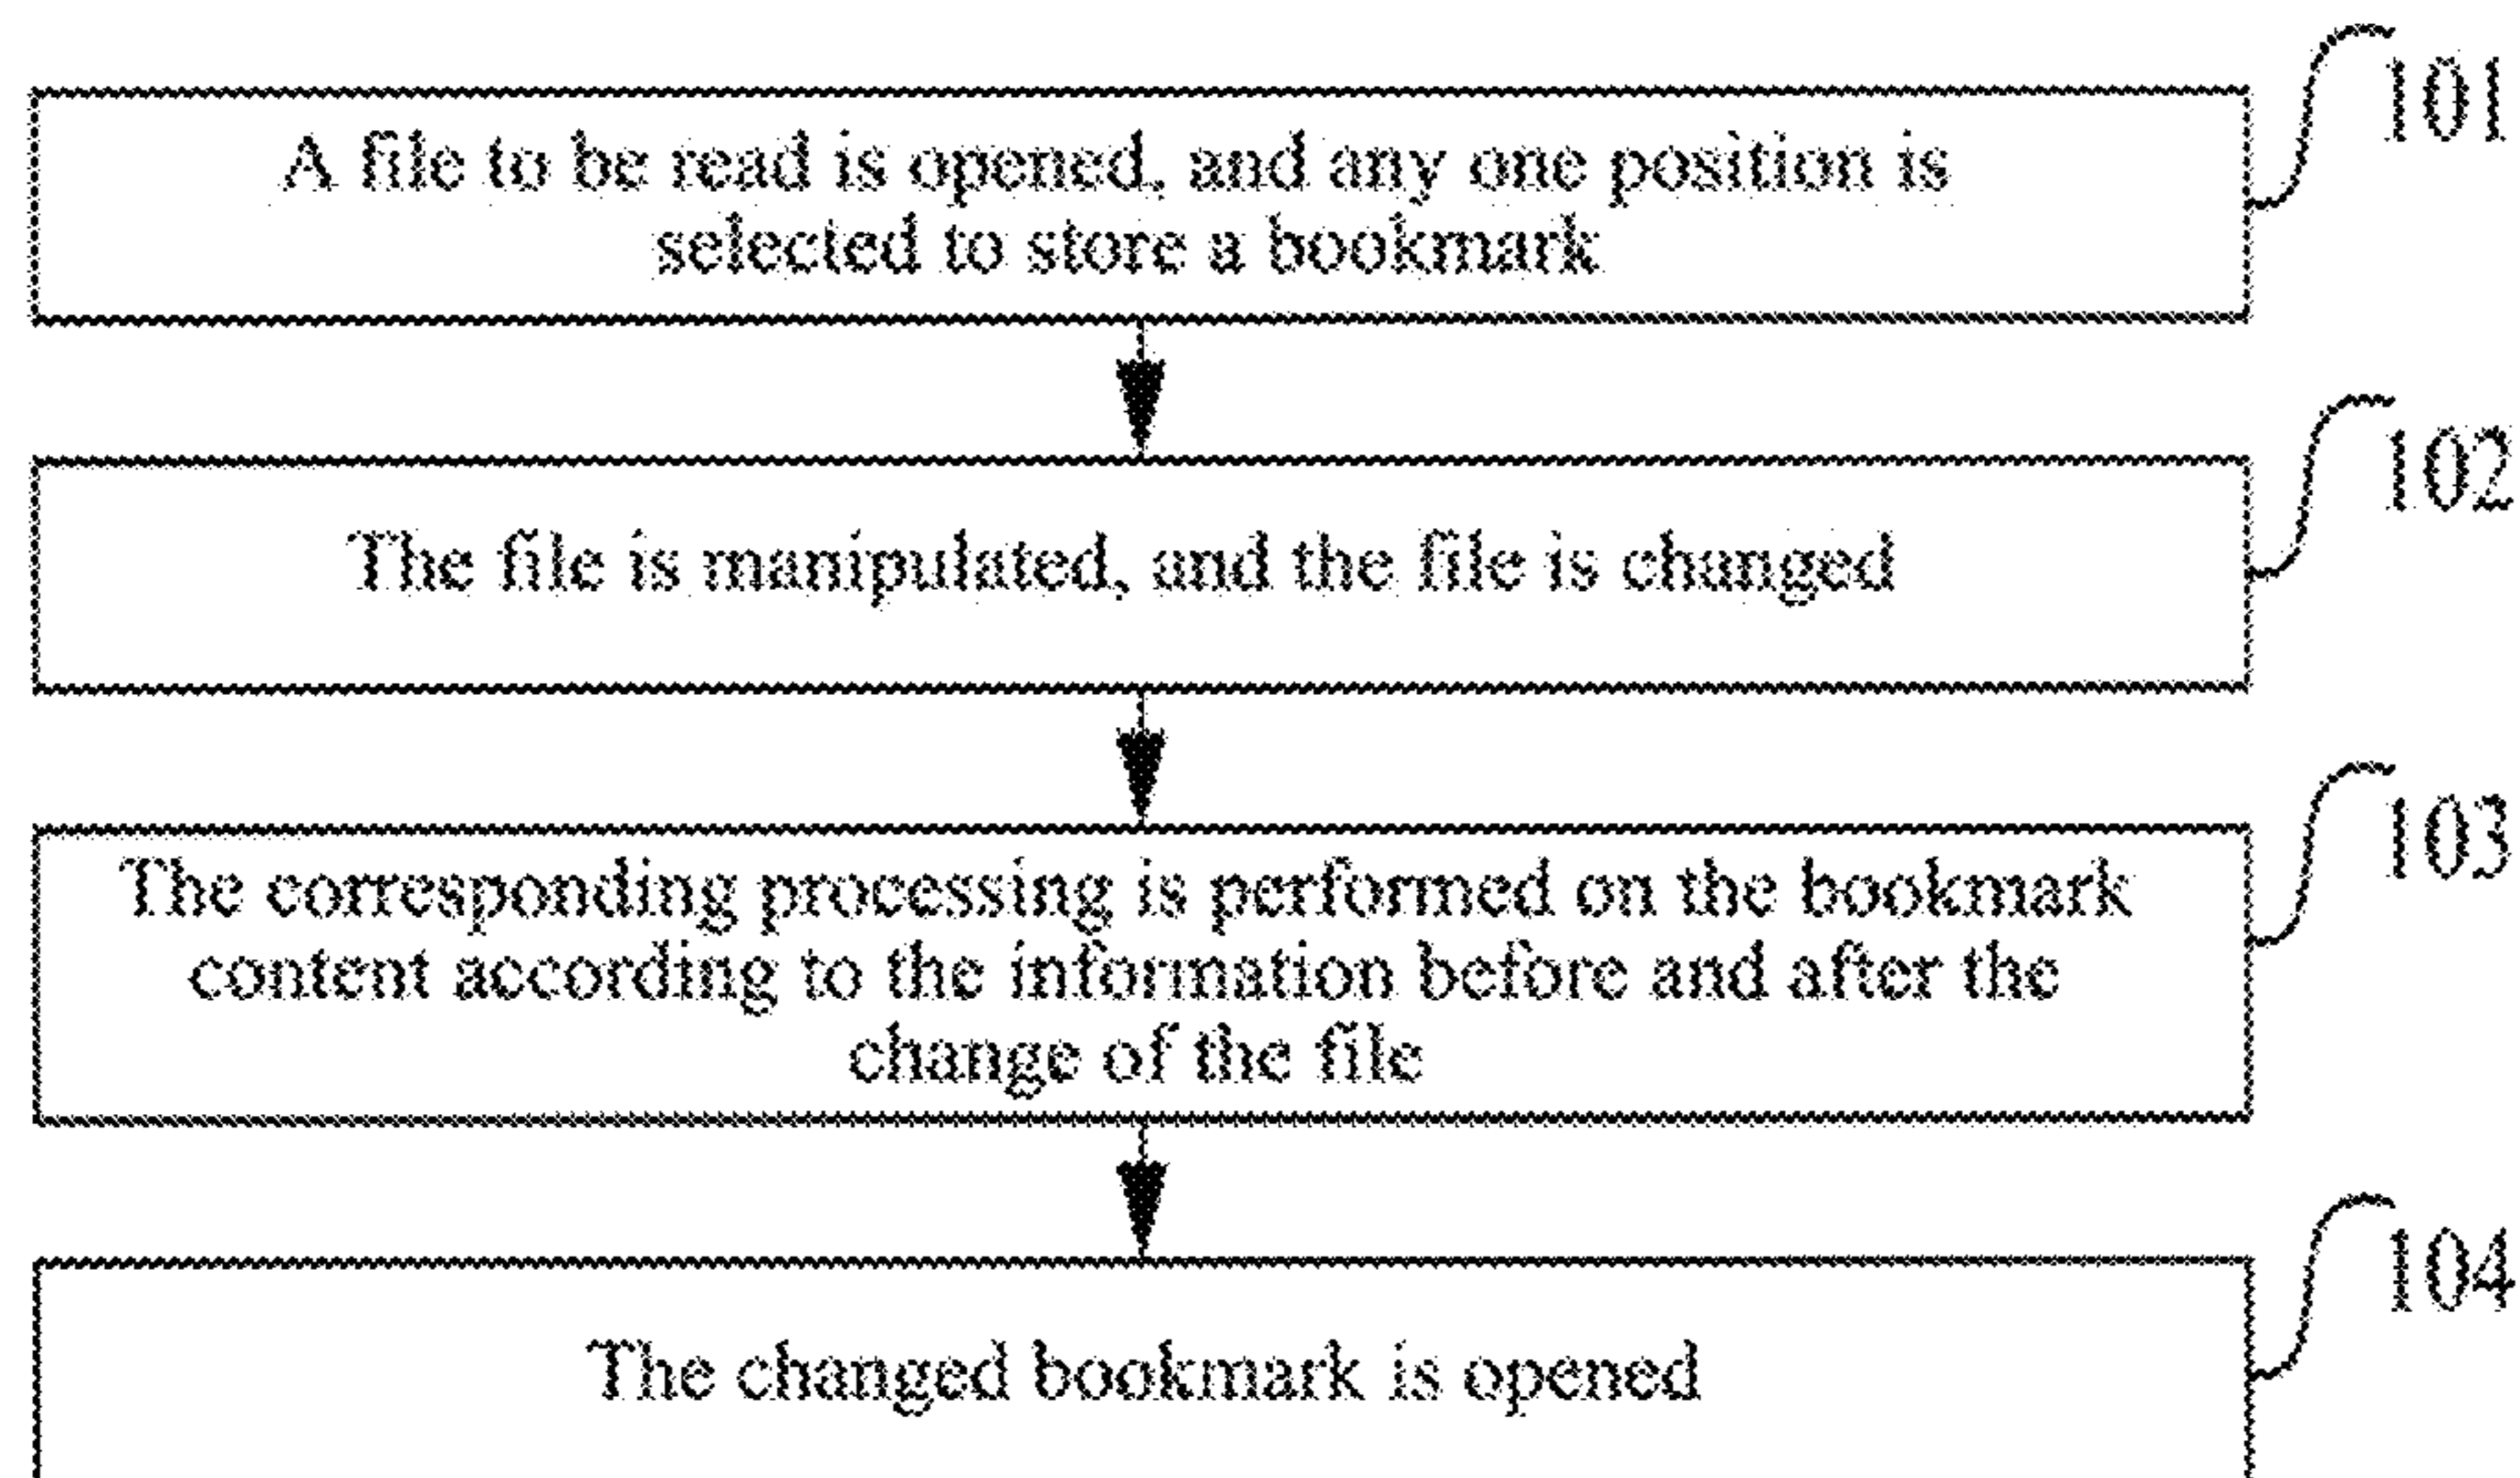 101
A file to be read is opened, and any one position is
selected to store a bookmark
102
The file is manipulated, and the file is changed
103
The corresponding processing is performed on the bookmark
content according to the information before and after the
change of the file
104
The changed bookmark is opened